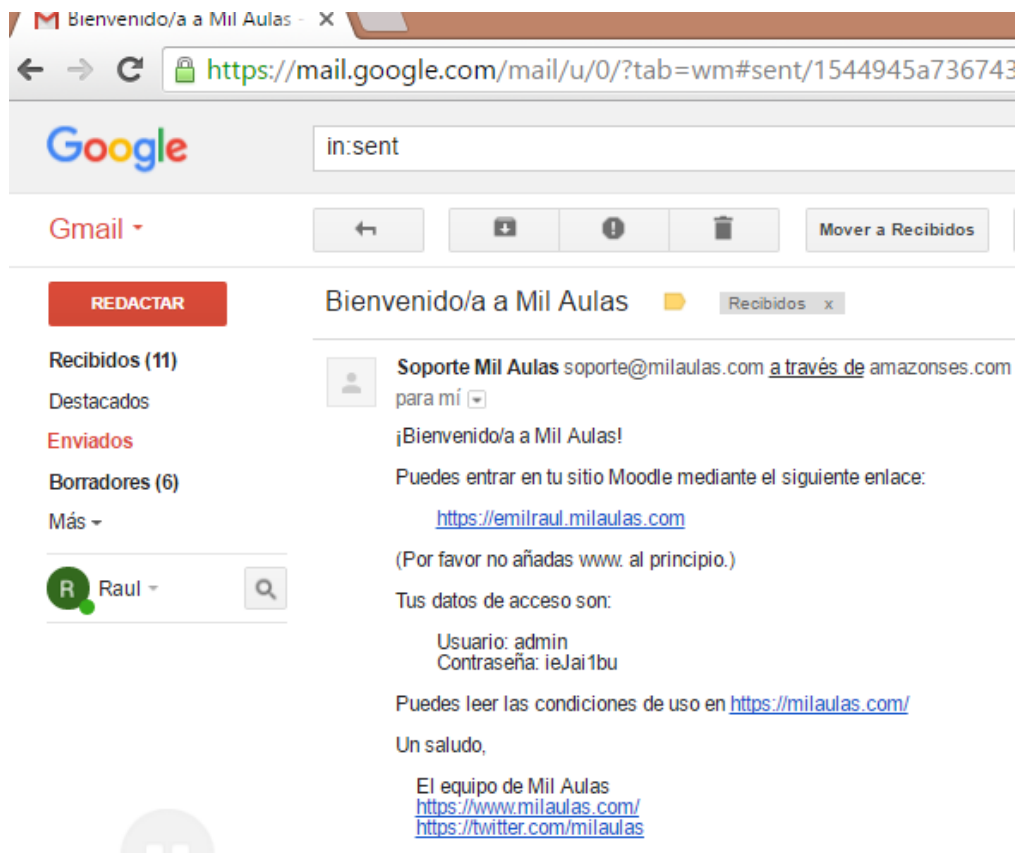 Bienvenido/a a Mil Aulas -
https://mail.google.com/mail/u/0/?tab=wm#sent/1544945a736743
Google
in:sent
Gmail
Mover a Recibidos
REDACTAR
Bienvenido/a a Mil Aulas
Recibidos x
Recibidos (11)
Destacados
Enviados
Borradores (6)
Más
R Raul
Soporte Mil Aulas soporte@milaulas.com a través de amazonses.com
para mí
¡Bienvenido/a a Mil Aulas!
Puedes entrar en tu sitio Moodle mediante el siguiente enlace:
https://emilraul.milaulas.com
(Por favor no añadas www. al principio.)
Tus datos de acceso son:
Usuario: admin
Contraseña: ieJai1bu
Puedes leer las condiciones de uso en https://milaulas.com/
Un saludo,
El equipo de Mil Aulas
https://www.milaulas.com/
https://twitter.com/milaulas